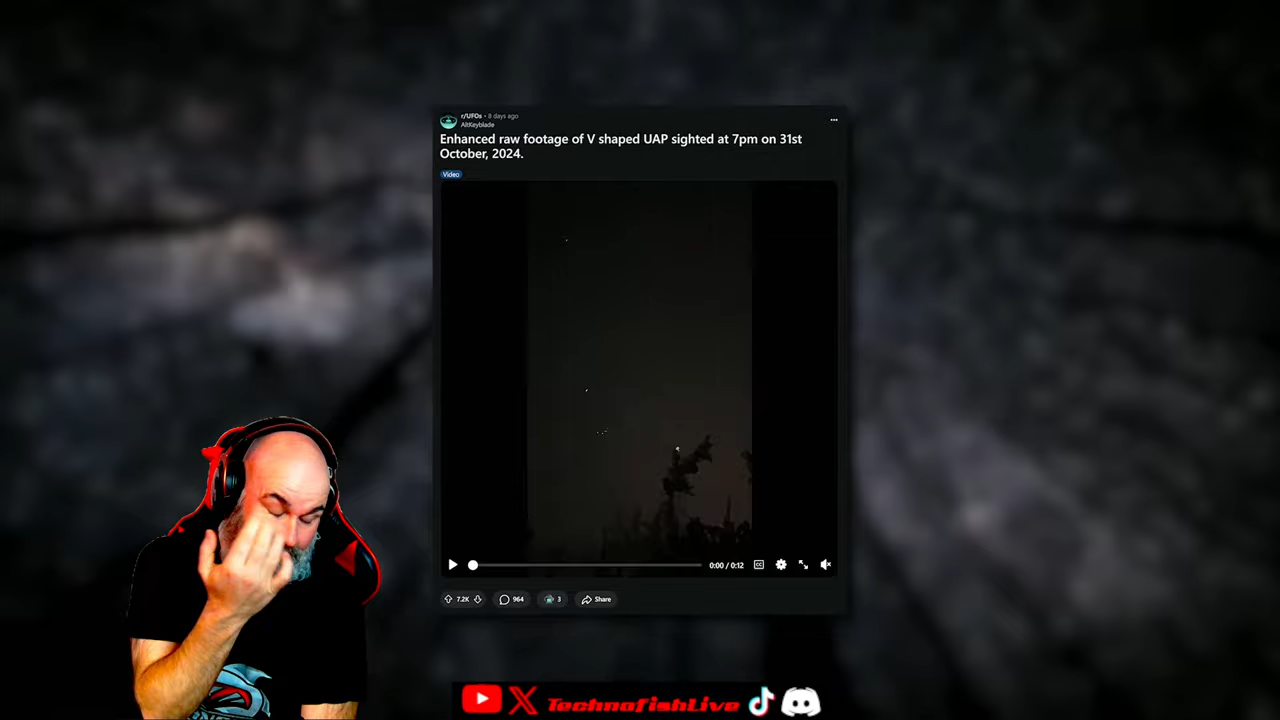 r/UFOs • 8 days ago
AltKeyblade
Enhanced raw footage of V shaped UAP sighted at 7pm on 31st
October, 2024.
Video
0:00 / 0:12
CC
7.2K
964
3
Share
TechnofishLive